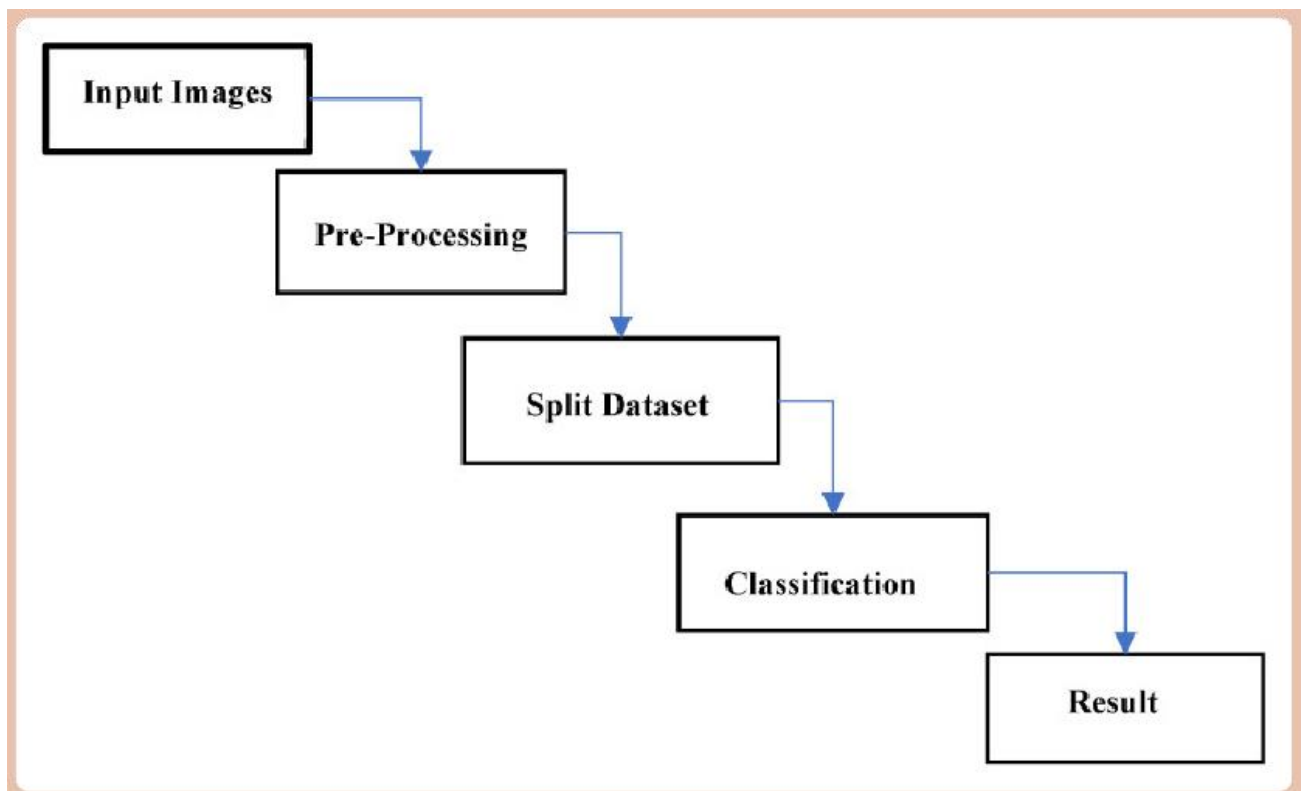 Input Images
Pre-Processing
Split Dataset
Classification
Result